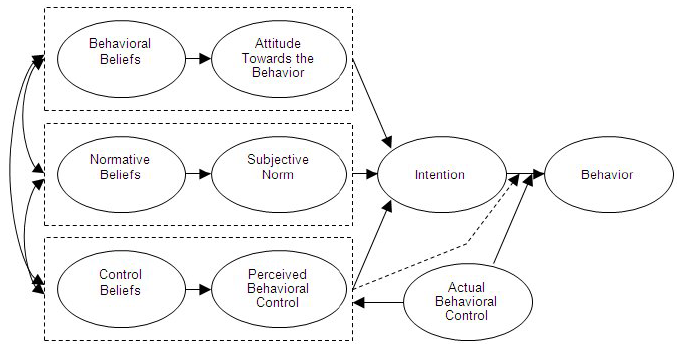 Behavioral
Beliefs
Attitude
Towards the
Behavior
Normative
Beliefs
Subjective
Norm
Intention
Behavior
Control
Beliefs
Perceived
Behavioral
Control
Actual
Behavioral
Control